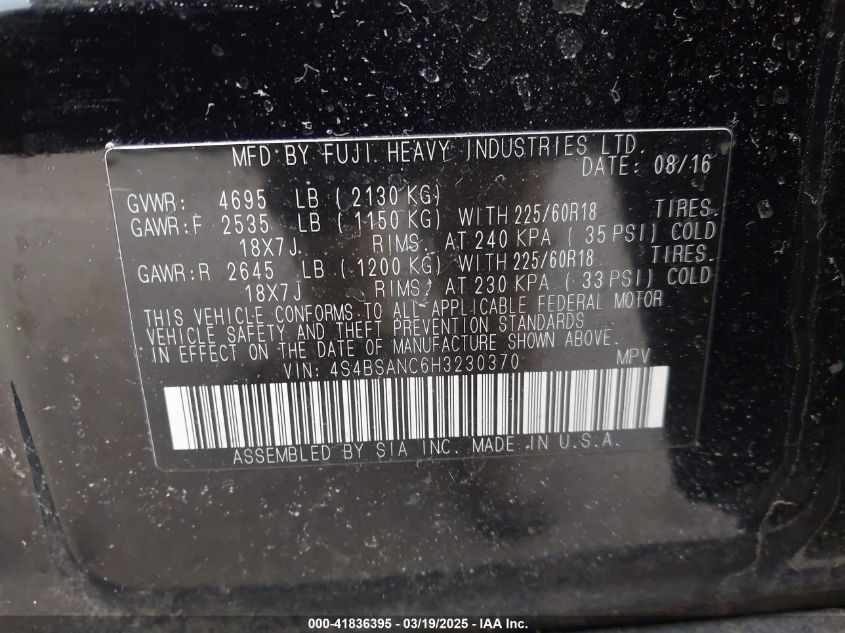 MFD BY FUJI HEAVY INDUSTRIES LTD.
DATE: 08/16
GVWR: 4695 LB ( 2130 KG)
GAWR:F 2535 LB ( 1150 KG) WITH 225/60R18 TIRES.
18X7J RIMS. AT 240 KPA ( 35 PSI) COLD
GAWR:R 2645 LB ( 1200 KG) WITH 225/60R18 TIRES.
18X7J RIMS. AT 230 KPA ( 33 PSI) COLD
THIS VEHICLE CONFORMS TO ALL APPLICABLE FEDERAL MOTOR
VEHICLE SAFETY AND THEFT PREVENTION STANDARDS
IN EFFECT ON THE DATE OF MANUFACTURE SHOWN ABOVE.
VIN: 4S4BSANC6H3230370 MPV
ASSEMBLED BY SIA INC. MADE IN U.S.A.
000-41836395 - 03/19/2025 - IAA Inc.